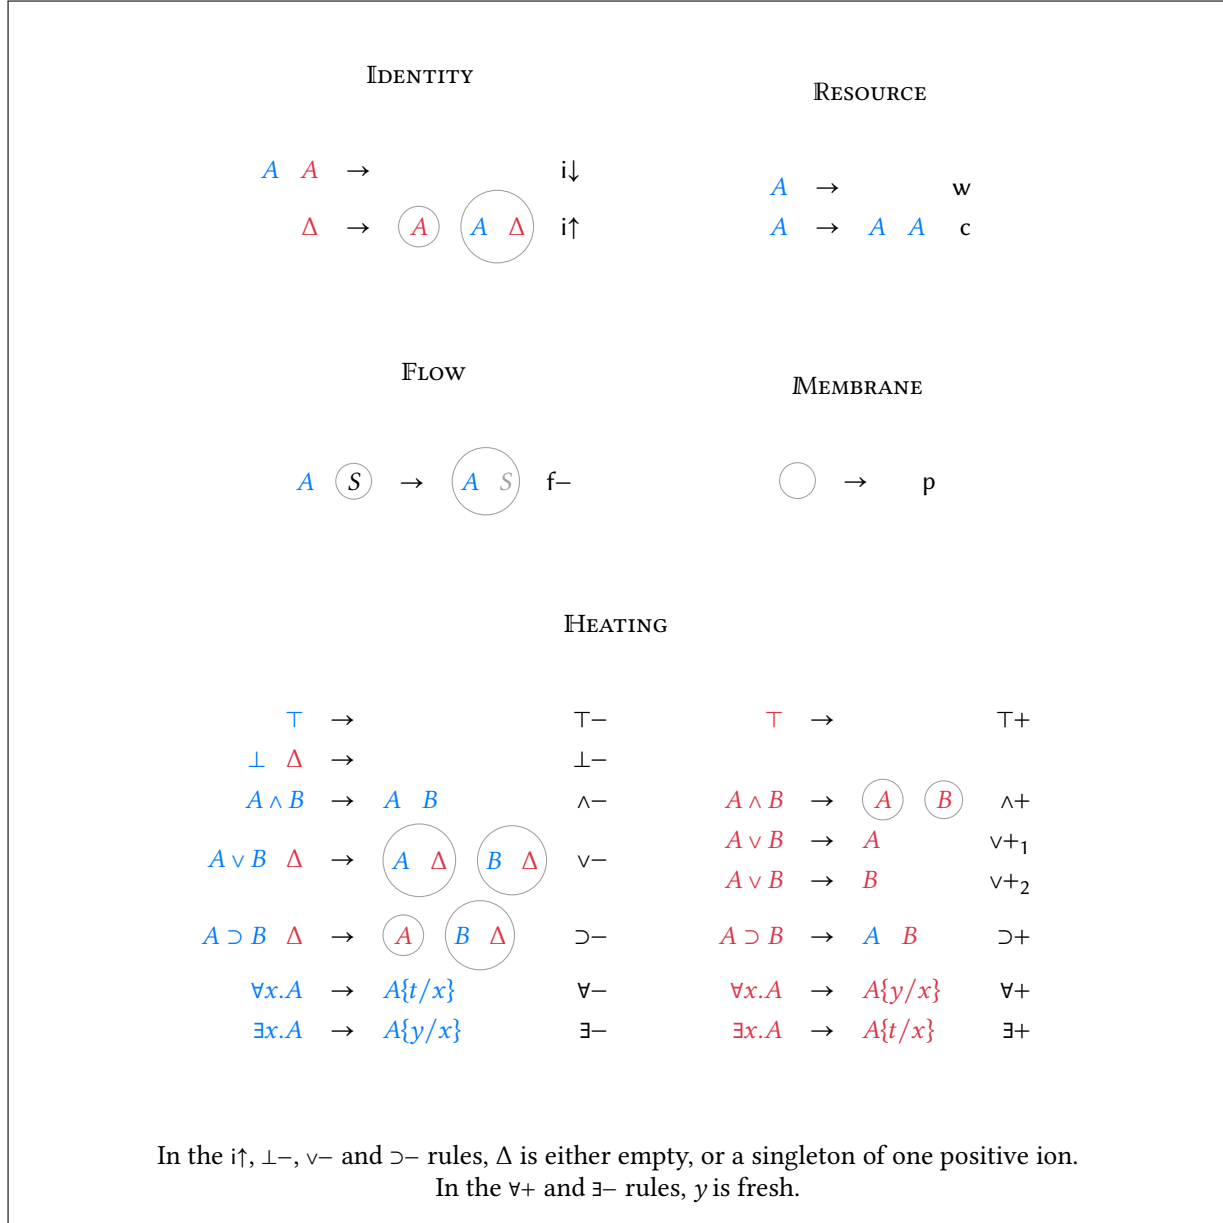 𝕀DENTITY
ℝESOURCE
A A → i↓
Δ → A A Δ i↑
A → w
A → A A c
𝔽LOW
𝕄EMBRANE
A S → A S f−
→ p
ℍEATING
⊤ → ⊤−
⊥ Δ → ⊥−
A ∧ B → A B ∧−
A ∨ B Δ → A Δ B Δ ∨−
A ⊃ B Δ → A B Δ ⊃−
∀x.A → A{t/x} ∀−
∃x.A → A{y/x} ∃−
⊤ → ⊤+
A ∧ B → A B ∧+
A ∨ B → A ∨+₁
A ∨ B → B ∨+₂
A ⊃ B → A B ⊃+
∀x.A → A{y/x} ∀+
∃x.A → A{t/x} ∃+
In the i↑, ⊥−, ∨− and ⊃− rules, Δ is either empty, or a singleton of one positive ion.
In the ∀+ and ∃− rules, y is fresh.